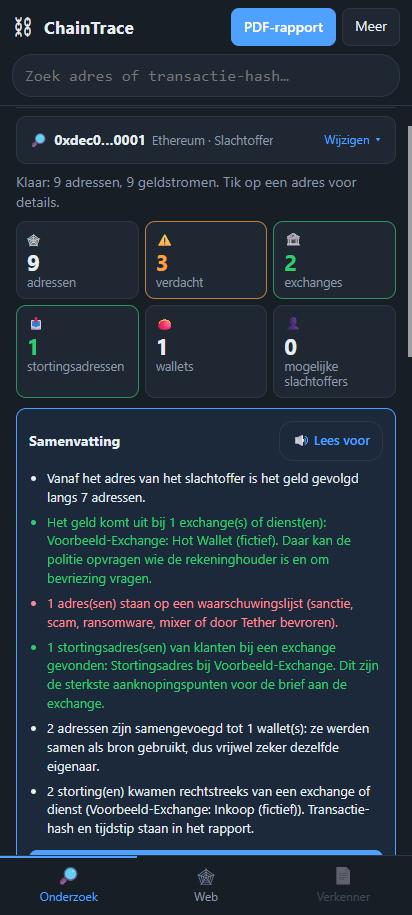 ChainTrace
PDF-rapport
Meer
Zoek adres of transactie-hash…
0xdec0…0001 Ethereum · Slachtoffer
Wijzigen
Klaar: 9 adressen, 9 geldstromen. Tik op een adres voor
details.
9
adressen
3
verdacht
2
exchanges
1
stortingsadressen
1
wallets
0
mogelijke
slachtoffers
Samenvatting
Lees voor
• Vanaf het adres van het slachtoffer is het geld gevolgd
langs 7 adressen.
• Het geld komt uit bij 1 exchange(s) of dienst(en):
Voorbeeld-Exchange: Hot Wallet (fictief). Daar kan de
politie opvragen wie de rekeninghouder is en om
bevriezing vragen.
• 1 adres(sen) staan op een waarschuwingslijst (sanctie,
scam, ransomware, mixer of door Tether bevroren).
• 1 stortingsadres(sen) van klanten bij een exchange
gevonden: Stortingsadres bij Voorbeeld-Exchange. Dit zijn
de sterkste aanknopingspunten voor de brief aan de
exchange.
• 2 adressen zijn samengevoegd tot 1 wallet(s): ze werden
samen als bron gebruikt, dus vrijwel zeker dezelfde
eigenaar.
• 2 storting(en) kwamen rechtstreeks van een exchange of
dienst (Voorbeeld-Exchange: Inkoop (fictief)). Transactie-
hash en tijdstip staan in het rapport.
Onderzoek
Web
Verkenner